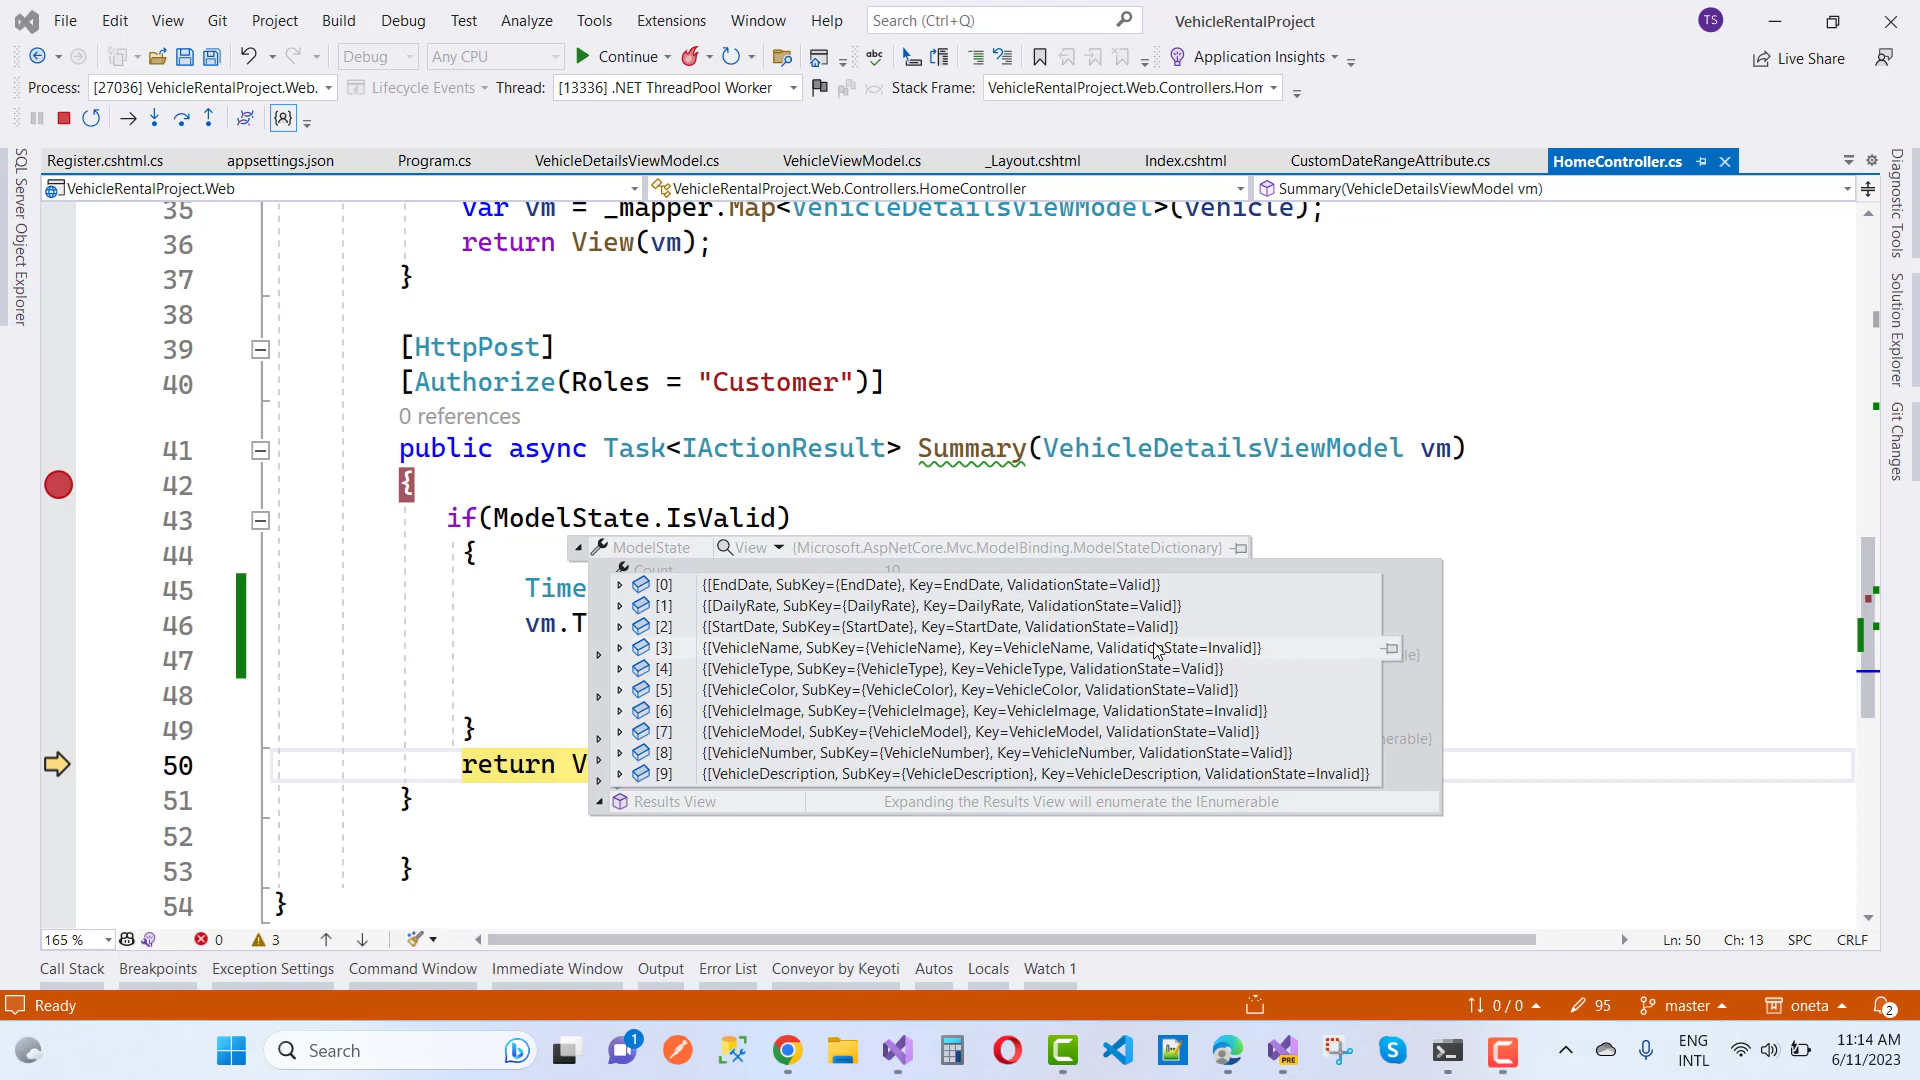 File Edit View Git Project Build Debug Test Analyze Tools Extensions Window Help Search (Ctrl+Q) VehicleRentalProject TS
Debug Any CPU Continue Application Insights Live Share
Process: [27036] VehicleRentalProject.Web. Lifecycle Events Thread: [13336] .NET ThreadPool Worker Stack Frame: VehicleRentalProject.Web.Controllers.Hom
Register.cshtml.cs appsettings.json Program.cs VehicleDetailsViewModel.cs VehicleViewModel.cs _Layout.cshtml Index.cshtml CustomDateRangeAttribute.cs HomeController.cs
VehicleRentalProject.Web VehicleRentalProject.Web.Controllers.HomeController Summary(VehicleDetailsViewModel vm)
SQL Server Object Explorer
Diagnostic Tools
Solution Explorer
Git Changes
35 var vm = _mapper.Map<VehicleDetailsViewModel>(vehicle);
36 return View(vm);
37 }
38
39 [HttpPost]
40 [Authorize(Roles = "Customer")]
0 references
41 public async Task<IActionResult> Summary(VehicleDetailsViewModel vm)
42 {
43 if(ModelState.IsValid)
44 {
ModelState View {Microsoft.AspNetCore.Mvc.ModelBinding.ModelStateDictionary}
Count 10
45 Time
46 vm.T
47
48
49 }
50 return V
51 }
52
53 }
54 }
[0] {[EndDate, SubKey={EndDate}, Key=EndDate, ValidationState=Valid]}
[1] {[DailyRate, SubKey={DailyRate}, Key=DailyRate, ValidationState=Valid]}
[2] {[StartDate, SubKey={StartDate}, Key=StartDate, ValidationState=Valid]}
[3] {[VehicleName, SubKey={VehicleName}, Key=VehicleName, ValidationState=Invalid]}
[4] {[VehicleType, SubKey={VehicleType}, Key=VehicleType, ValidationState=Valid]}
[5] {[VehicleColor, SubKey={VehicleColor}, Key=VehicleColor, ValidationState=Valid]}
[6] {[VehicleImage, SubKey={VehicleImage}, Key=VehicleImage, ValidationState=Invalid]}
[7] {[VehicleModel, SubKey={VehicleModel}, Key=VehicleModel, ValidationState=Valid]}
[8] {[VehicleNumber, SubKey={VehicleNumber}, Key=VehicleNumber, ValidationState=Valid]}
[9] {[VehicleDescription, SubKey={VehicleDescription}, Key=VehicleDescription, ValidationState=Invalid]}
Results View Expanding the Results View will enumerate the IEnumerable
165 % 0 3 Ln: 50 Ch: 13 SPC CRLF
Call Stack Breakpoints Exception Settings Command Window Immediate Window Output Error List Conveyor by Keyoti Autos Locals Watch 1
Ready 0 / 0 95 master oneta 2
Search 1 PRE ENG INTL 11:14 AM
6/11/2023